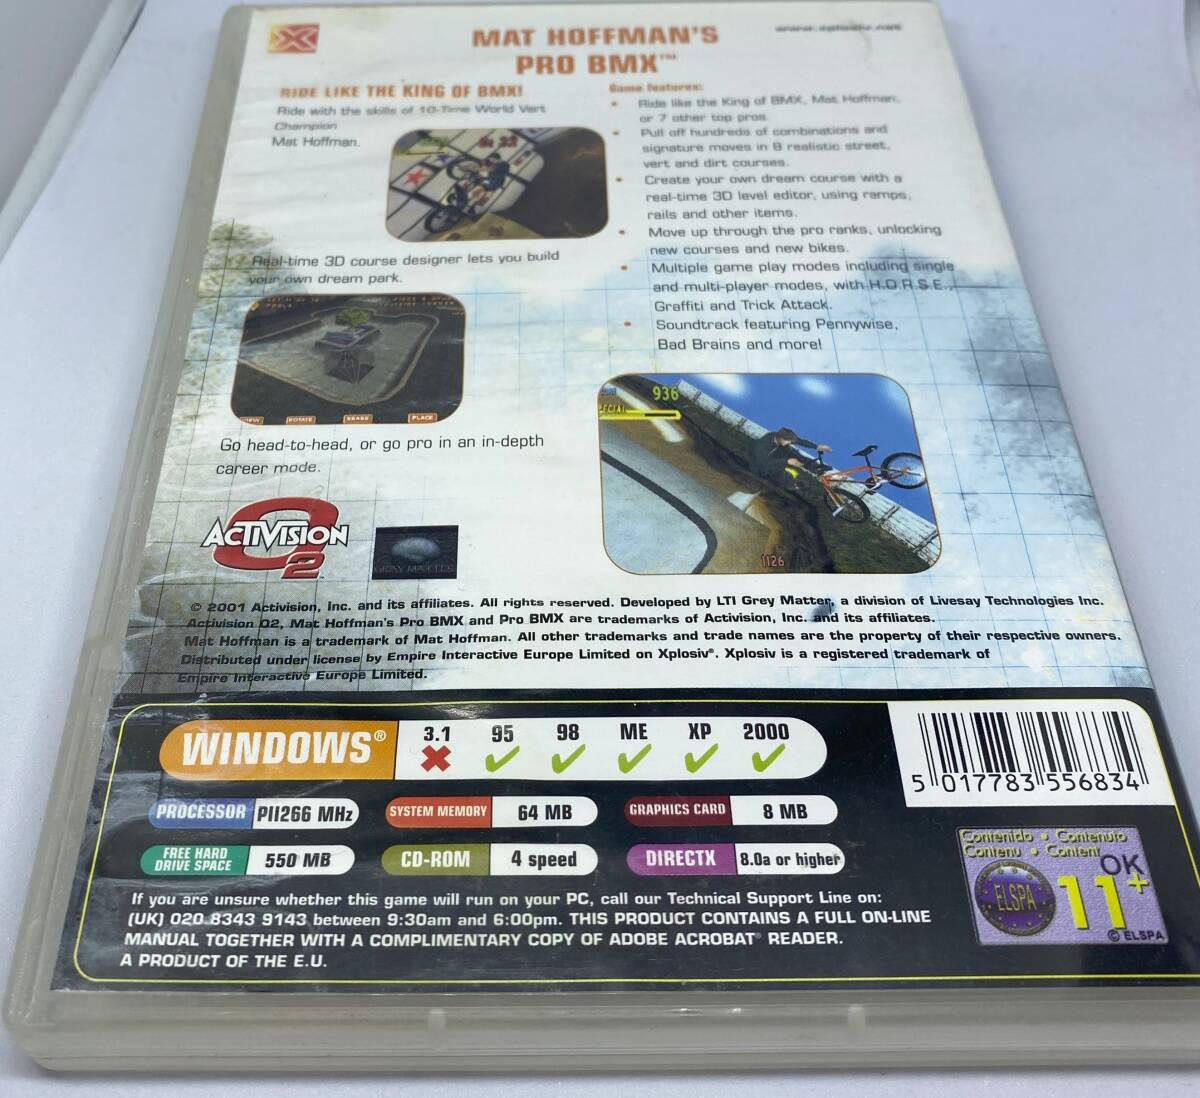 MAT HOFFMAN'S
PRO BMX™
www.xplosiv.net
RIDE LIKE THE KING OF BMX!
Ride with the skills of 10-Time World Vert
Champion
Mat Hoffman.
Real-time 3D course designer lets you build
your own dream park.
ROTATE
ERASE
PLACE
Go head-to-head, or go pro in an in-depth
career mode.
Game features:
• Ride like the King of BMX, Mat Hoffman,
or 7 other top pros.
• Pull off hundreds of combinations and
signature moves in 8 realistic street,
vert and dirt courses.
• Create your own dream course with a
real-time 3D level editor, using ramps,
rails and other items.
• Move up through the pro ranks, unlocking
new courses and new bikes.
• Multiple game play modes including single
and multi-player modes, with H.O.R.S.E.,
Graffiti and Trick Attack.
• Soundtrack featuring Pennywise,
Bad Brains and more!
936
1126
ACTIVISION
O2
GRAY MATTER
© 2001 Activision, Inc. and its affiliates. All rights reserved. Developed by LTI Grey Matter, a division of Livesay Technologies Inc.
Activision O2, Mat Hoffman's Pro BMX and Pro BMX are trademarks of Activision, Inc. and its affiliates.
Mat Hoffman is a trademark of Mat Hoffman. All other trademarks and trade names are the property of their respective owners.
Distributed under license by Empire Interactive Europe Limited on Xplosiv®. Xplosiv is a registered trademark of
Empire Interactive Europe Limited.
WINDOWS®
3.1 95 98 ME XP 2000
PROCESSOR PII266 MHz
SYSTEM MEMORY 64 MB
GRAPHICS CARD 8 MB
FREE HARD
DRIVE SPACE 550 MB
CD-ROM 4 speed
DIRECTX 8.0a or higher
5 017783 556834
If you are unsure whether this game will run on your PC, call our Technical Support Line on:
(UK) 020 8343 9143 between 9:30am and 6:00pm. THIS PRODUCT CONTAINS A FULL ON-LINE
MANUAL TOGETHER WITH A COMPLIMENTARY COPY OF ADOBE ACROBAT® READER.
A PRODUCT OF THE E.U.
Contenido • Contenuto
Contenu • Content
OK
ELSPA
11+
© ELSPA